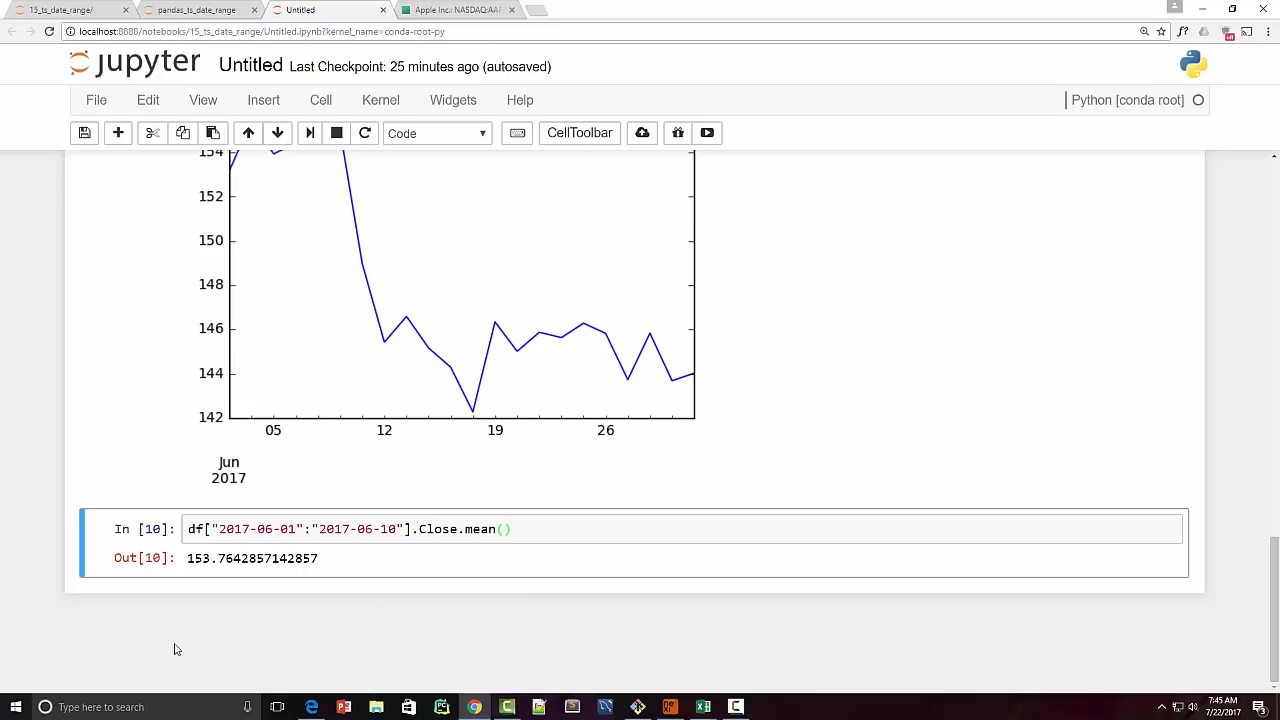 15_ts_date_range/
pandas_ts_date_range
Untitled
Apple Inc.: NASDAQ:AAP
localhost:8888/notebooks/15_ts_date_range/Untitled.ipynb?kernel_name=conda-root-py
jupyter Untitled Last Checkpoint: 25 minutes ago (autosaved)
File Edit View Insert Cell Kernel Widgets Help Python [conda root]
Code CellToolbar
154
152
150
148
146
144
142
05 12 19 26
Jun
2017
In [10]: df["2017-06-01":"2017-06-10"].Close.mean()
Out[10]: 153.7642857142857
Type here to search
7:45 AM
7/22/2017